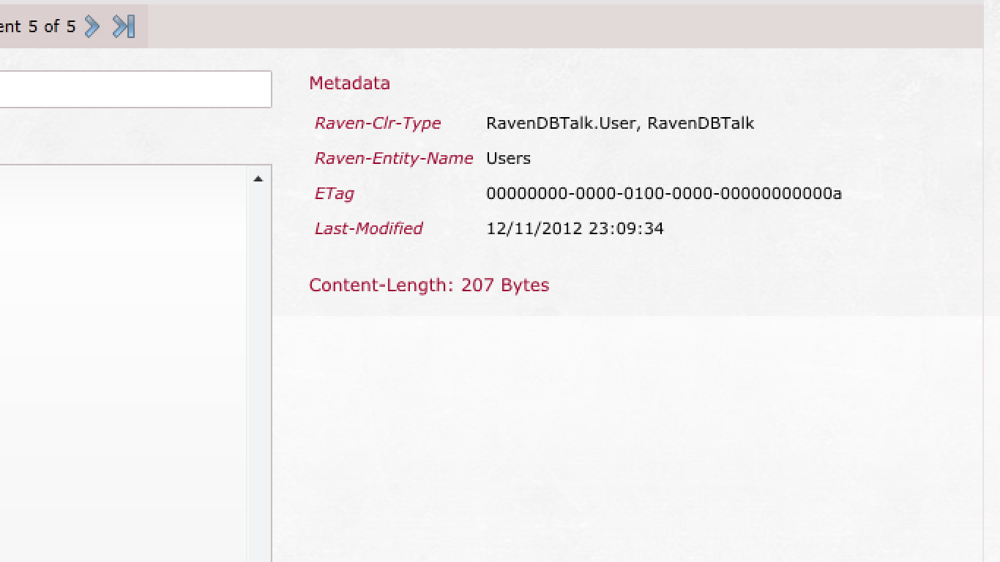 ent 5 of 5
Metadata
Raven-Clr-Type RavenDBTalk.User, RavenDBTalk
Raven-Entity-Name Users
ETag 00000000-0000-0100-0000-00000000000a
Last-Modified 12/11/2012 23:09:34
Content-Length: 207 Bytes